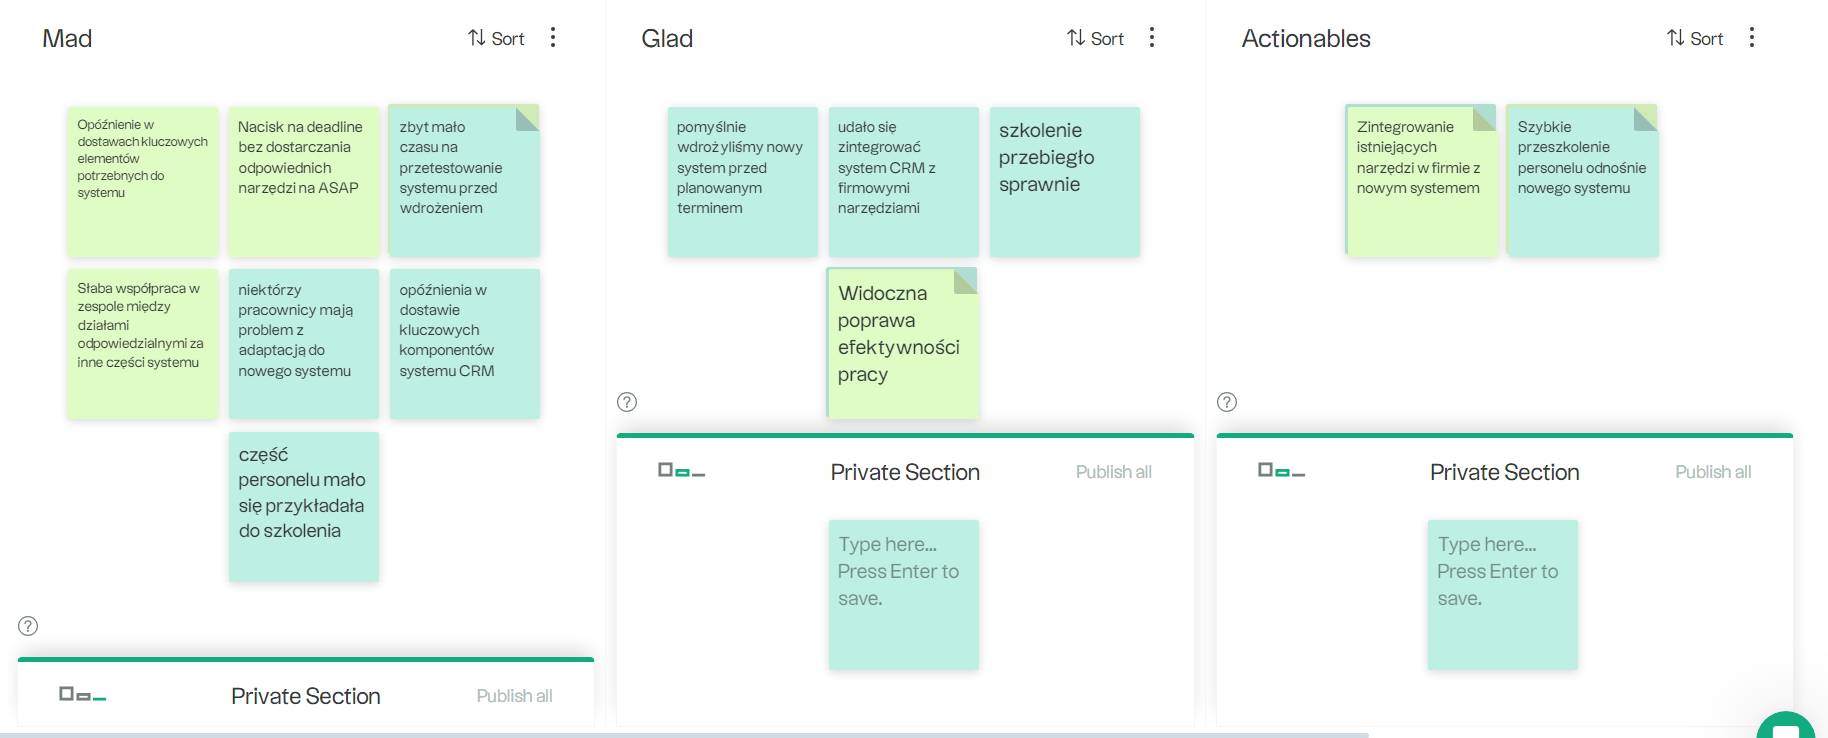 Mad
Sort
Opóźnienie w
dostawach kluczowych
elementów
potrzebnych do
systemu
Nacisk na deadline
bez dostarczania
odpowiednich
narzędzi na ASAP
zbyt mało
czasu na
przetestowanie
systemu przed
wdrożeniem
Słaba współpraca w
zespole między
działami
odpowiedzialnymi za
inne części systemu
niektórzy
pracownicy mają
problem z
adaptacją do
nowego systemu
opóźnienia w
dostawie
kluczowych
komponentów
systemu CRM
część
personelu mało
się przykładała
do szkolenia
?
Private Section
Publish all
Glad
Sort
pomyślnie
wdrożyliśmy nowy
system przed
planowanym
terminem
udało się
zintegrować
system CRM z
firmowymi
narzędziami
szkolenie
przebiegło
sprawnie
Widoczna
poprawa
efektywności
pracy
?
Private Section
Publish all
Type here...
Press Enter to
save.
Actionables
Sort
Zintegrowanie
istniejących
narzędzi w firmie z
nowym systemem
Szybkie
przeszkolenie
personelu odnośnie
nowego systemu
?
Private Section
Publish all
Type here...
Press Enter to
save.